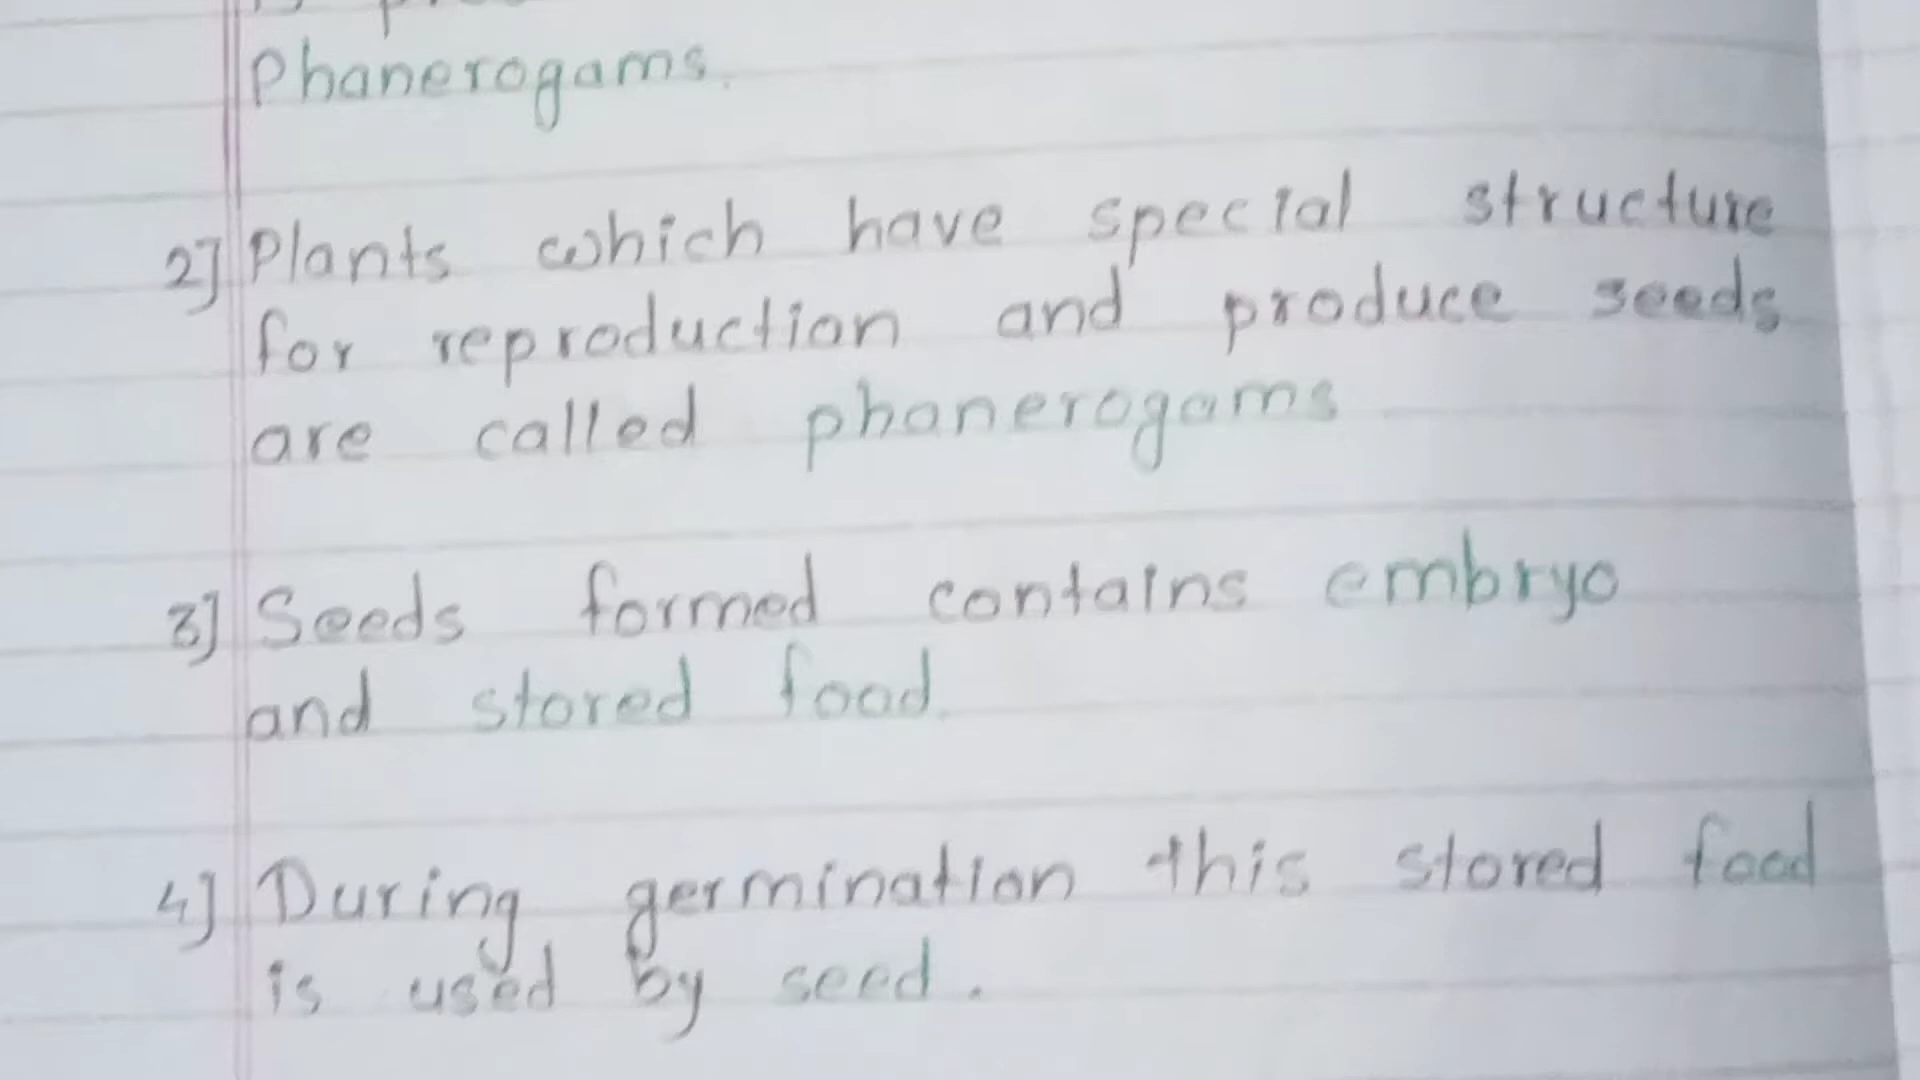 Phanerogams.
2] Plants which have special structure
for reproduction and produce seeds
are called phanerogams
3] Seeds formed contains embryo
and stored food.
4] During germination this stored food
is used by seed.